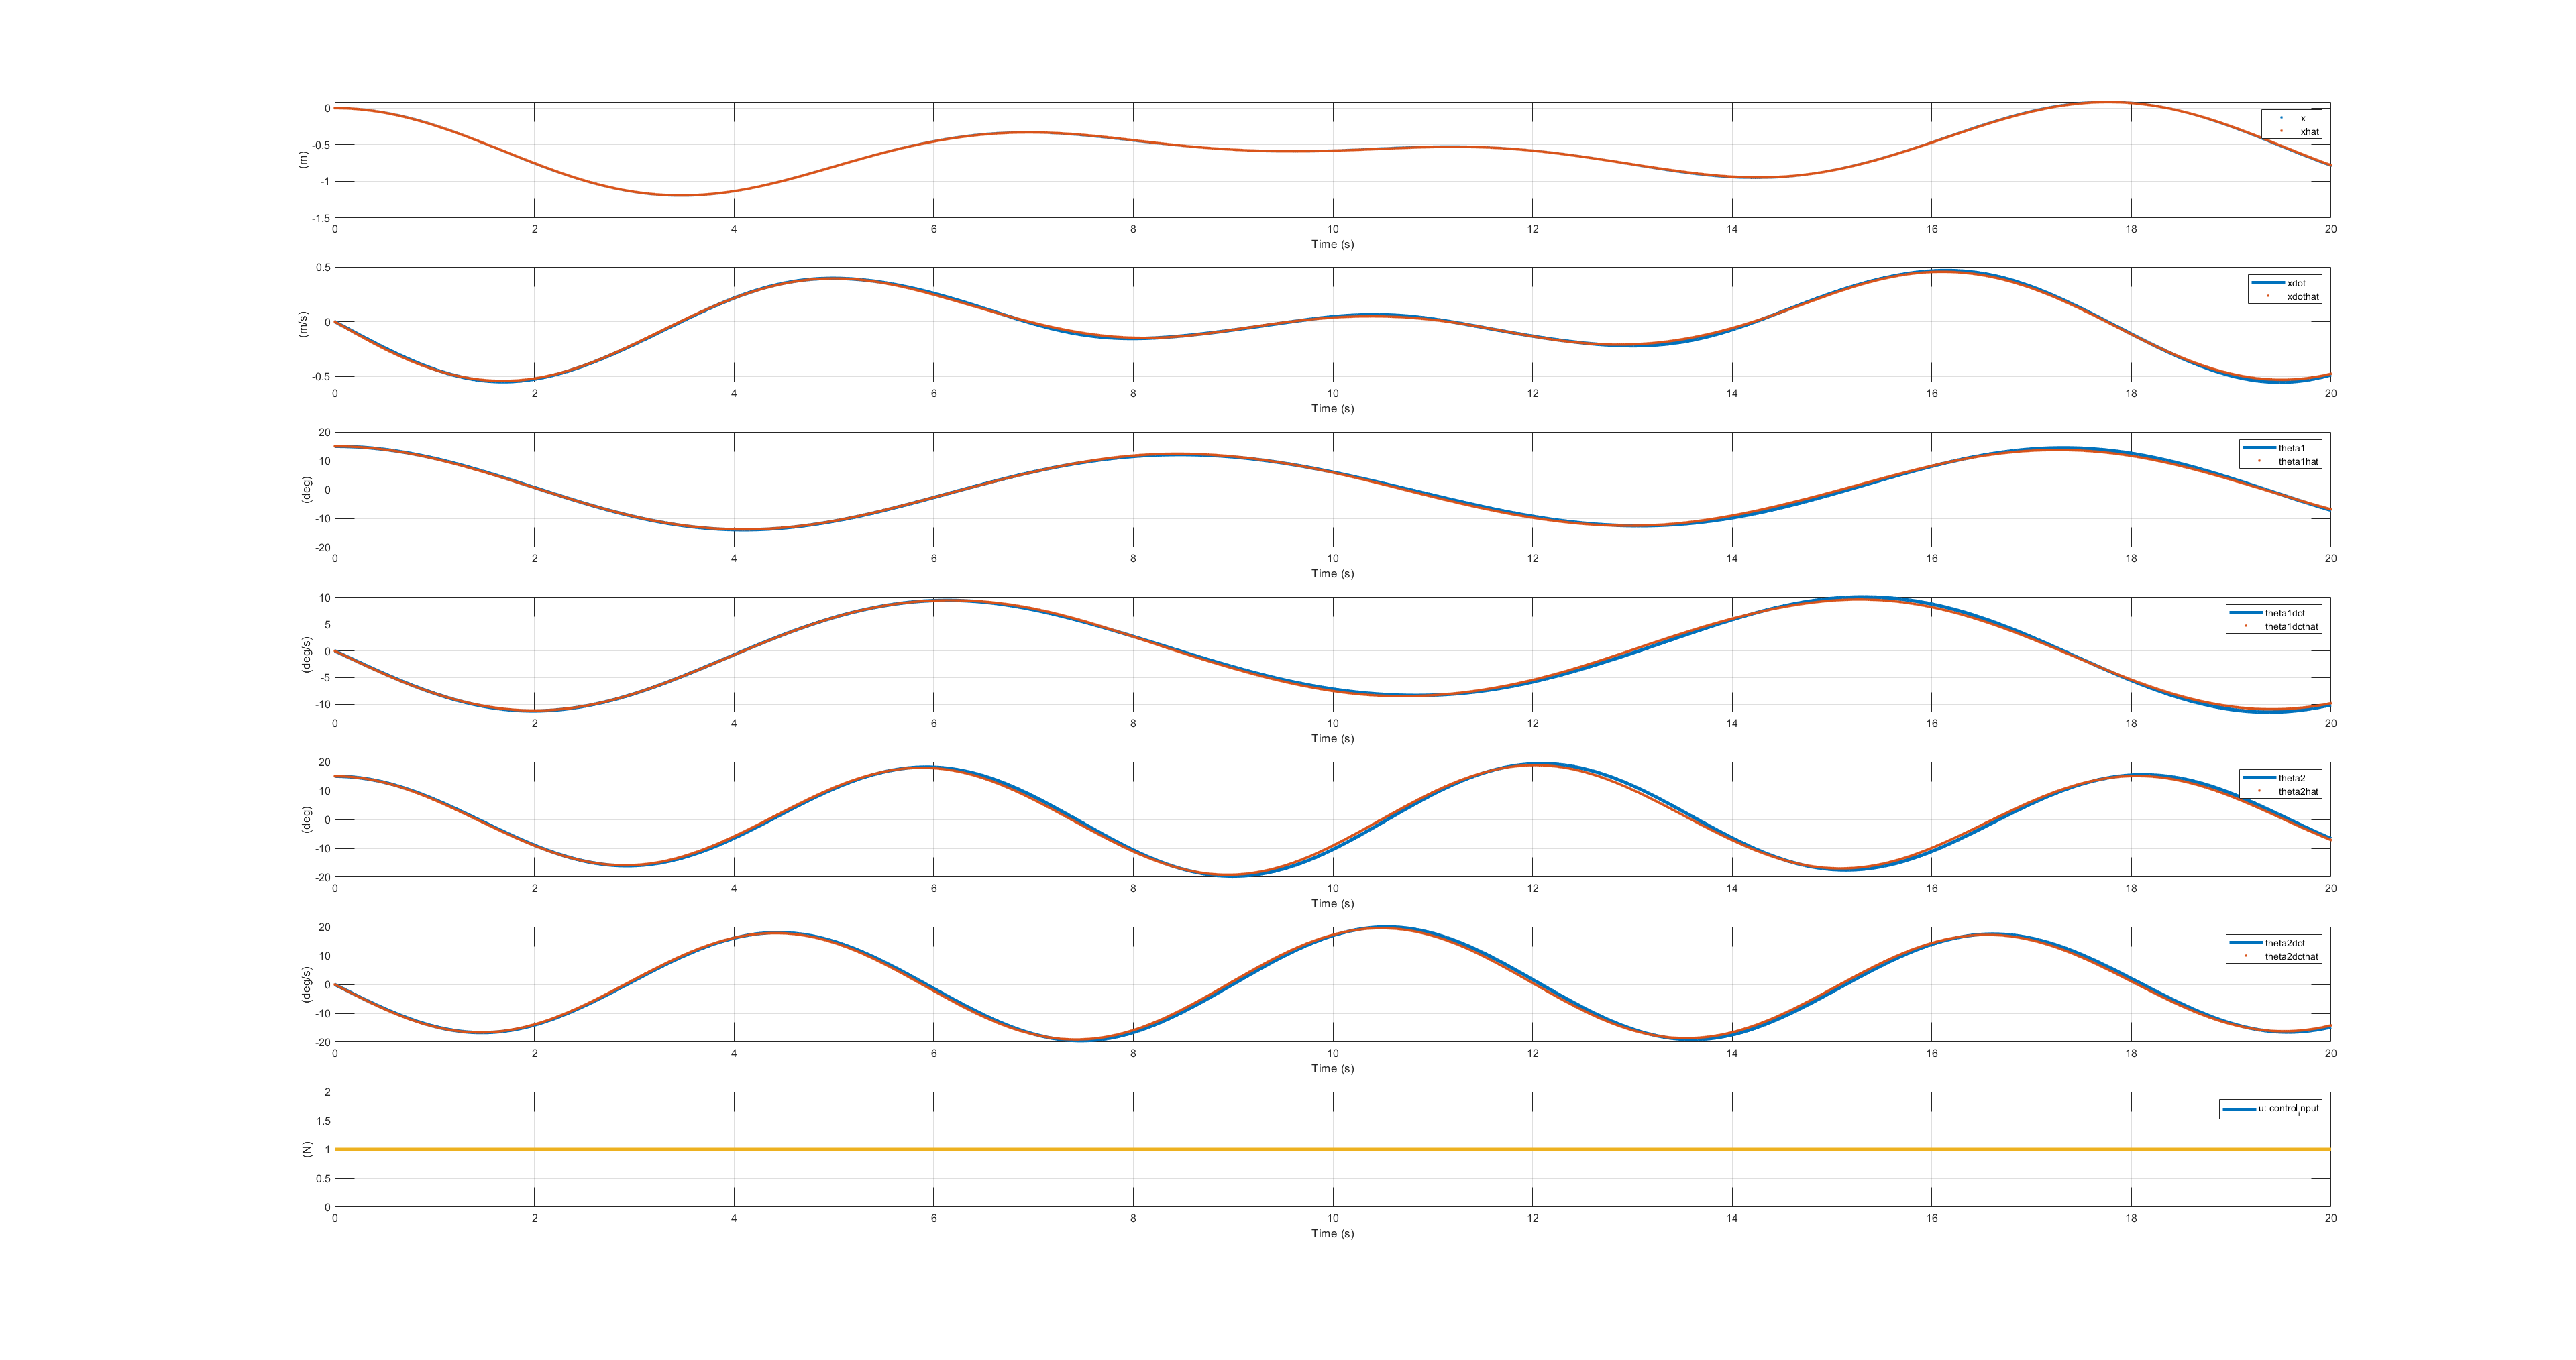 0
-0.5
-1
-1.5
(m)
x
xhat
0 2 4 6 8 10 12 14 16 18 20
Time (s)
0.5
0
-0.5
(m/s)
xdot
xdothat
0 2 4 6 8 10 12 14 16 18 20
Time (s)
20
10
0
-10
-20
(deg)
theta1
theta1hat
0 2 4 6 8 10 12 14 16 18 20
Time (s)
10
5
0
-5
-10
(deg/s)
theta1dot
theta1dothat
0 2 4 6 8 10 12 14 16 18 20
Time (s)
20
10
0
-10
-20
(deg)
theta2
theta2hat
0 2 4 6 8 10 12 14 16 18 20
Time (s)
20
10
0
-10
-20
(deg/s)
theta2dot
theta2dothat
0 2 4 6 8 10 12 14 16 18 20
Time (s)
2
1.5
1
0.5
0
(N)
u: controlinput
0 2 4 6 8 10 12 14 16 18 20
Time (s)